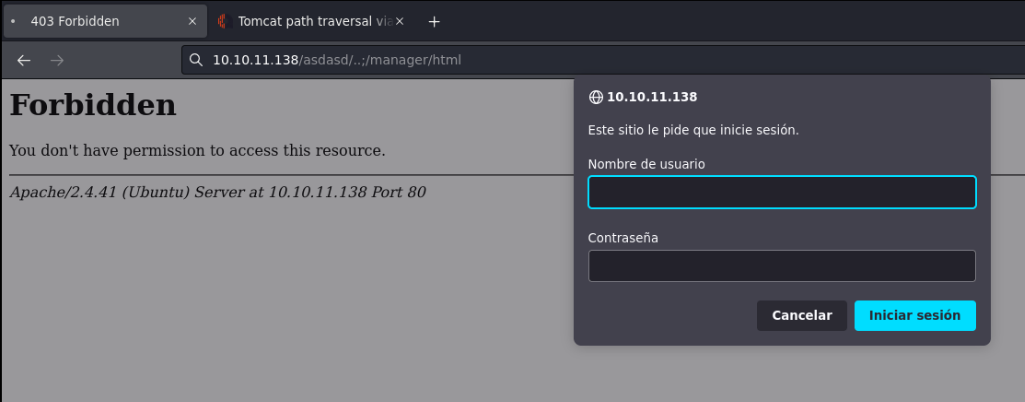 403 Forbidden
Tomcat path traversal via
10.10.11.138/asdasd/..;/manager/html
Forbidden
You don't have permission to access this resource.
Apache/2.4.41 (Ubuntu) Server at 10.10.11.138 Port 80
10.10.11.138
Este sitio le pide que inicie sesión.
Nombre de usuario
Contraseña
Cancelar
Iniciar sesión